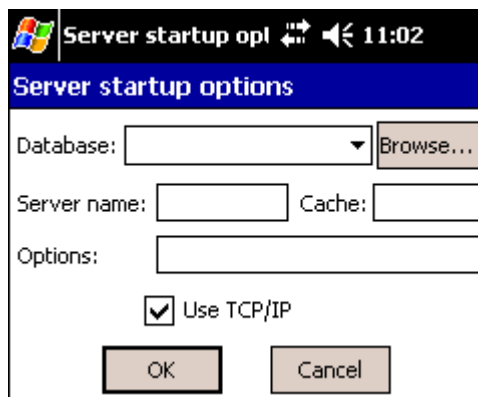 Server startup opt 11:02
Server startup options
Database: Browse...
Server name: Cache:
Options:
Use TCP/IP
OK Cancel